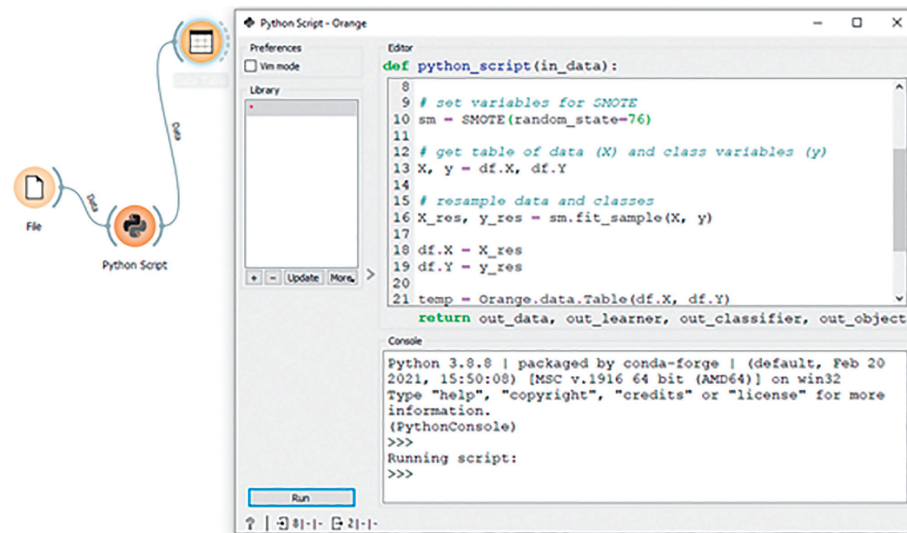 Python Script - Orange
Preferences
Vim mode
Library
+ − Update More
Run
8|-|- 2|-|-
Editor
def python_script(in_data):
8
9 # set variables for SMOTE
10 sm = SMOTE(random_state=76)
11
12 # get table of data (X) and class variables (y)
13 X, y = df.X, df.Y
14
15 # resample data and classes
16 X_res, y_res = sm.fit_sample(X, y)
17
18 df.X = X_res
19 df.Y = y_res
20
21 temp = Orange.data.Table(df.X, df.Y)
return out_data, out_learner, out_classifier, out_object
Console
Python 3.8.8 | packaged by conda-forge | (default, Feb 20
2021, 15:50:08) [MSC v.1916 64 bit (AMD64)] on win32
Type "help", "copyright", "credits" or "license" for more
information.
(PythonConsole)
>>>
Running script:
>>>
Data
Data
File
Python Script